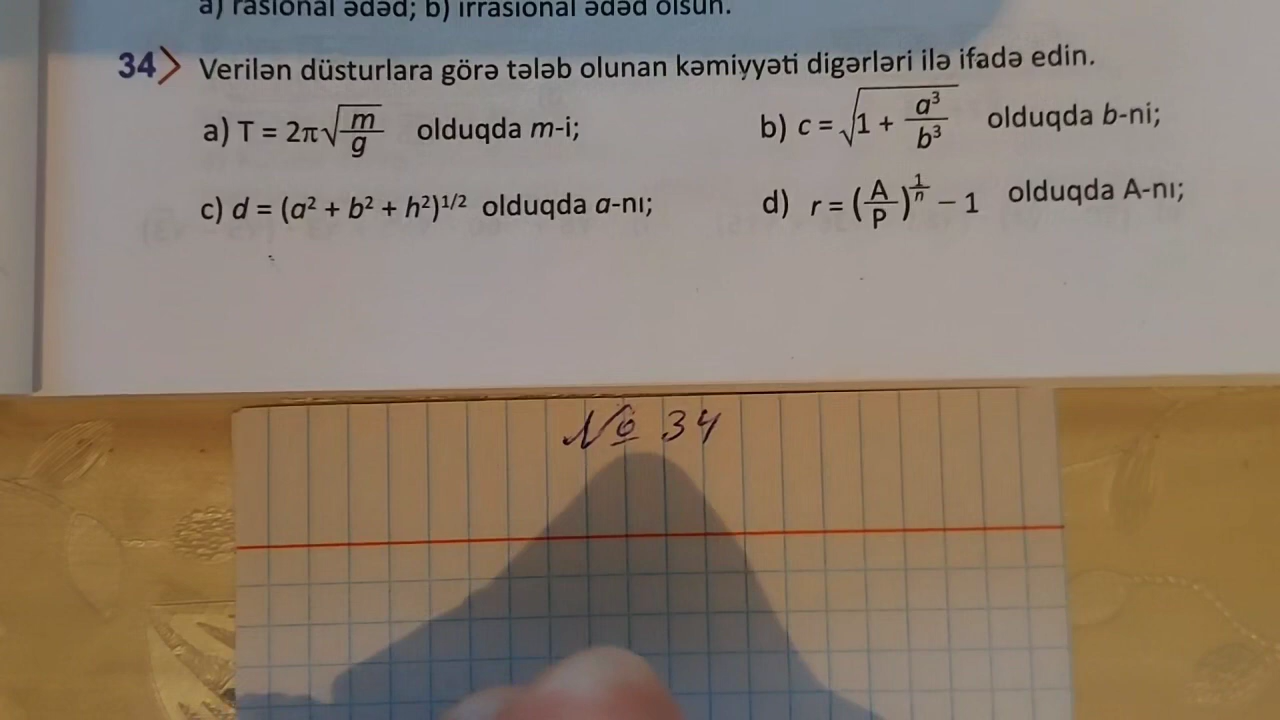 a) rasional ədəd; b) irrasional ədəd olsun.
34 Verilən düsturlara görə tələb olunan kəmiyyəti digərləri ilə ifadə edin.
a) T = 2π√(m/g) olduqda m-i; b) c = √(1 + a³/b³) olduqda b-ni;
c) d = (a² + b² + h²)^1/2 olduqda a-nı; d) r = (A/P)^(1/n) – 1 olduqda A-nı;
№ 34